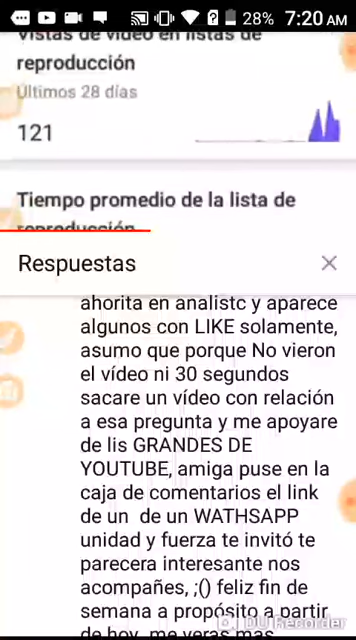 28% 7:20 AM
Vistas de vídeo en listas de
reproducción
Últimos 28 días
121
Tiempo promedio de la lista de
reproducción
Respuestas
ahorita en analistc y aparece
algunos con LIKE solamente,
asumo que porque No vieron
el vídeo ni 30 segundos
sacare un vídeo con relación
a esa pregunta y me apoyare
de lis GRANDES DE
YOUTUBE, amiga puse en la
caja de comentarios el link
de un de un WATHSAPP
unidad y fuerza te invitó te
parecera interesante nos
acompañes, ;() feliz fin de
semana a propósito a partir
de hoy me veras mas
DU Recorder